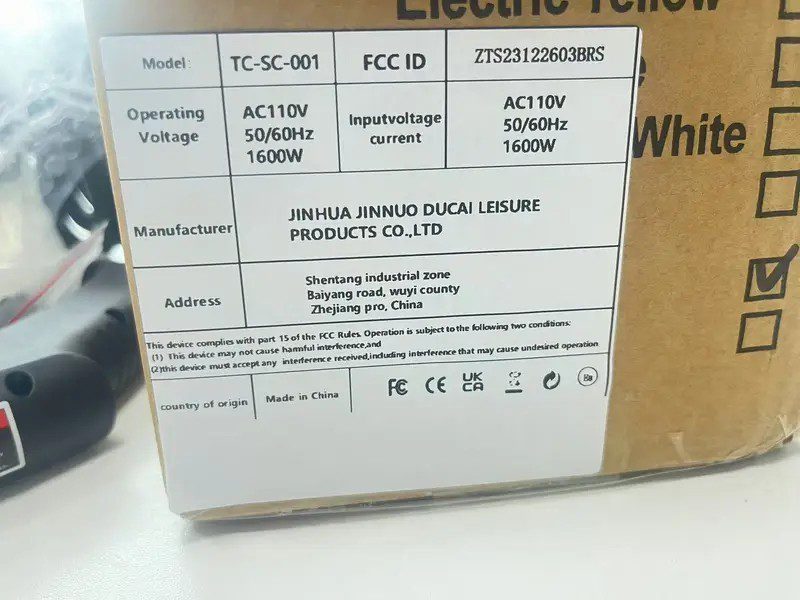 Electric Yellow
White
Model: TC-SC-001 FCC ID ZTS23122603BRS
Operating Voltage AC110V 50/60Hz 1600W Inputvoltage current AC110V 50/60Hz 1600W
Manufacturer JINHUA JINNUO DUCAI LEISURE
PRODUCTS CO.,LTD
Address Shentang industrial zone
Baiyang road, wuyi county
Zhejiang pro, China
This device complies with part 15 of the FCC Rules. Operation is subject to the following two conditions:
(1) This device may not cause harmful interference,and
(2)this device must accept any interference received,including interference that may cause undesired operation
country of origin Made in China FC CE UK CA